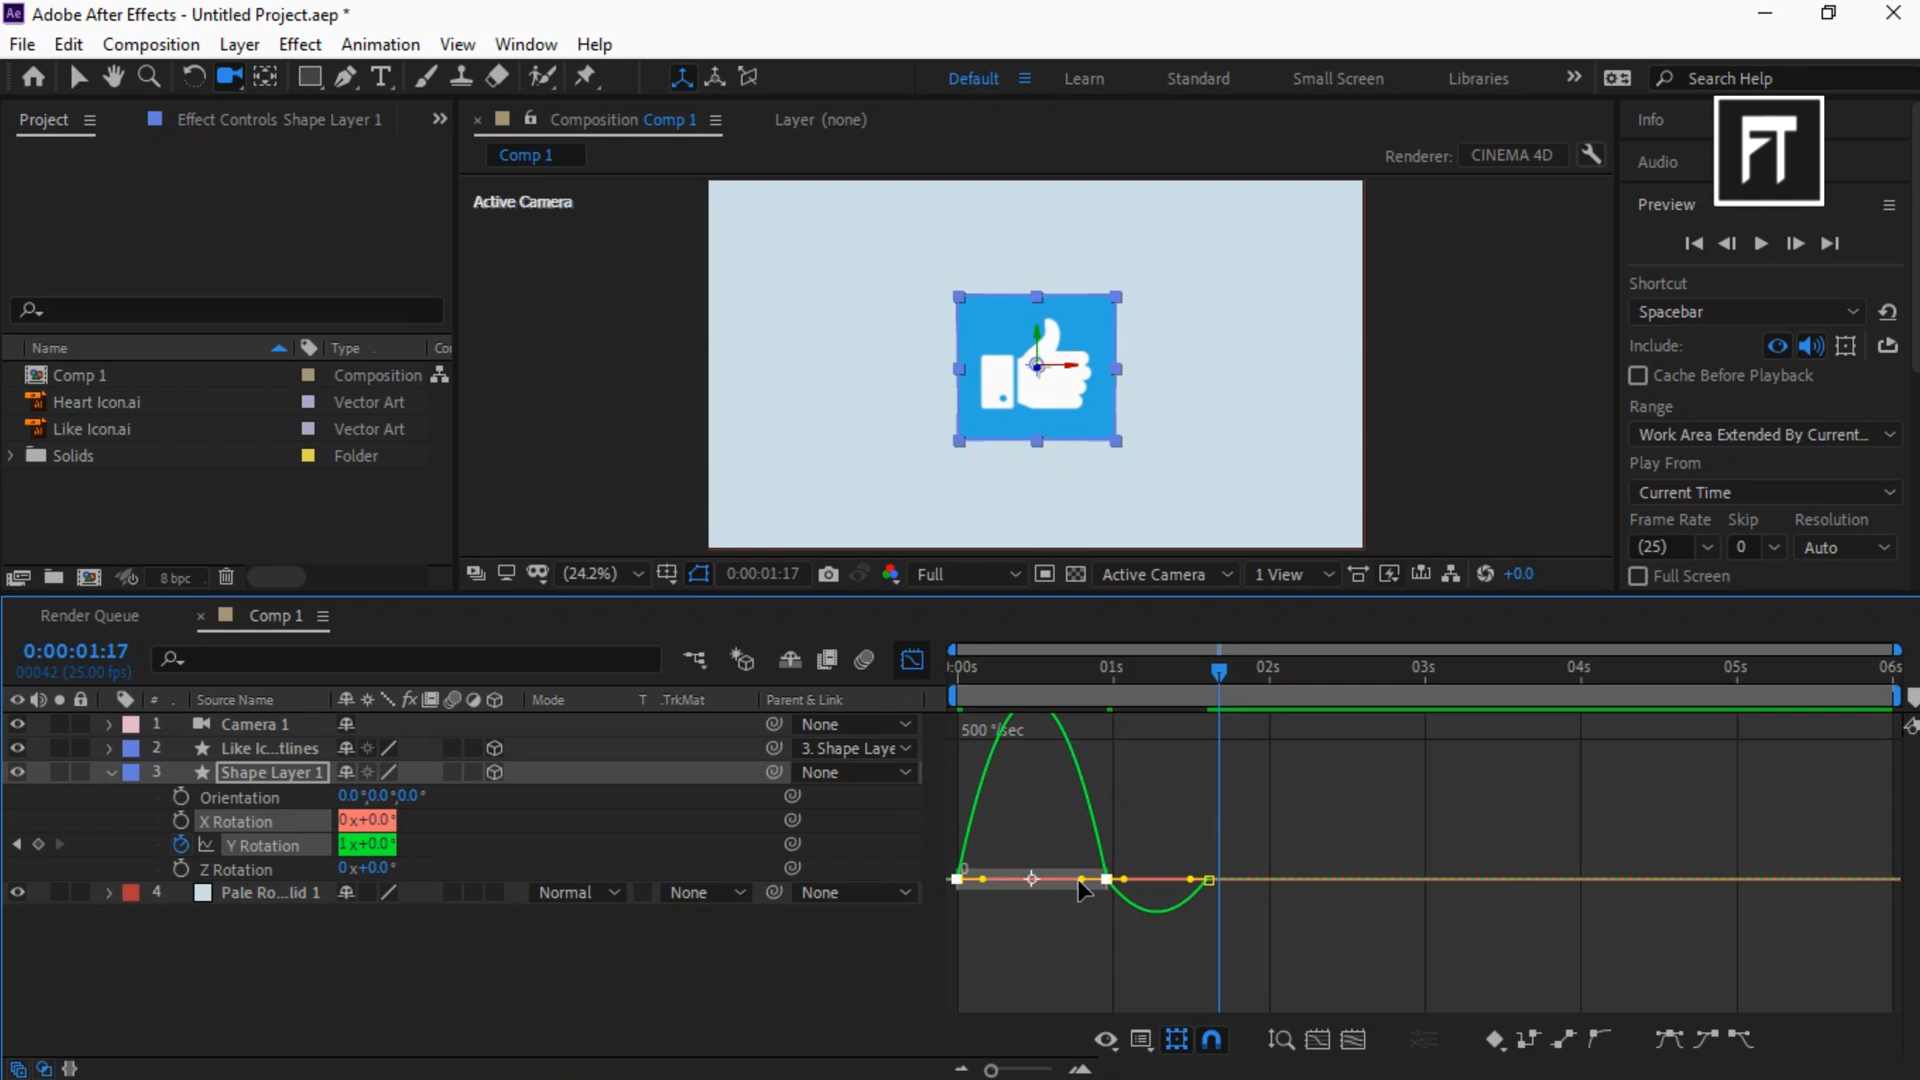 Ae Adobe After Effects - Untitled Project.aep *
File Edit Composition Layer Effect Animation View Window Help
Default Learn Standard Small Screen Libraries Search Help
Project Effect Controls Shape Layer 1
Composition Comp 1 Layer (none)
Comp 1
Renderer: CINEMA 4D
Active Camera
Info
FT
Audio
Preview
Shortcut
Spacebar
Include:
Cache Before Playback
Range
Work Area Extended By Current...
Play From
Current Time
Frame Rate Skip Resolution
(25) 0 Auto
Full Screen
Name Type Co
Comp 1 Composition
Heart Icon.ai Vector Art
Like Icon.ai Vector Art
Solids Folder
8 bpc
(24.2%) 0:00:01:17 Full Active Camera 1 View +0.0
Render Queue Comp 1
0:00:01:17
00042 (25.00 fps)
# Source Name fx Mode T .TrkMat Parent & Link
1 Camera 1 None
2 Like Ic...tlines 3. Shape Laye
3 Shape Layer 1 None
Orientation 0.0°,0.0°,0.0°
X Rotation 0x+0.0°
Y Rotation 1x+0.0°
Z Rotation 0x+0.0°
4 Pale Ro...lid 1 Normal None None
:00s 01s 02s 03s 04s 05s 06s
500 °/sec
0